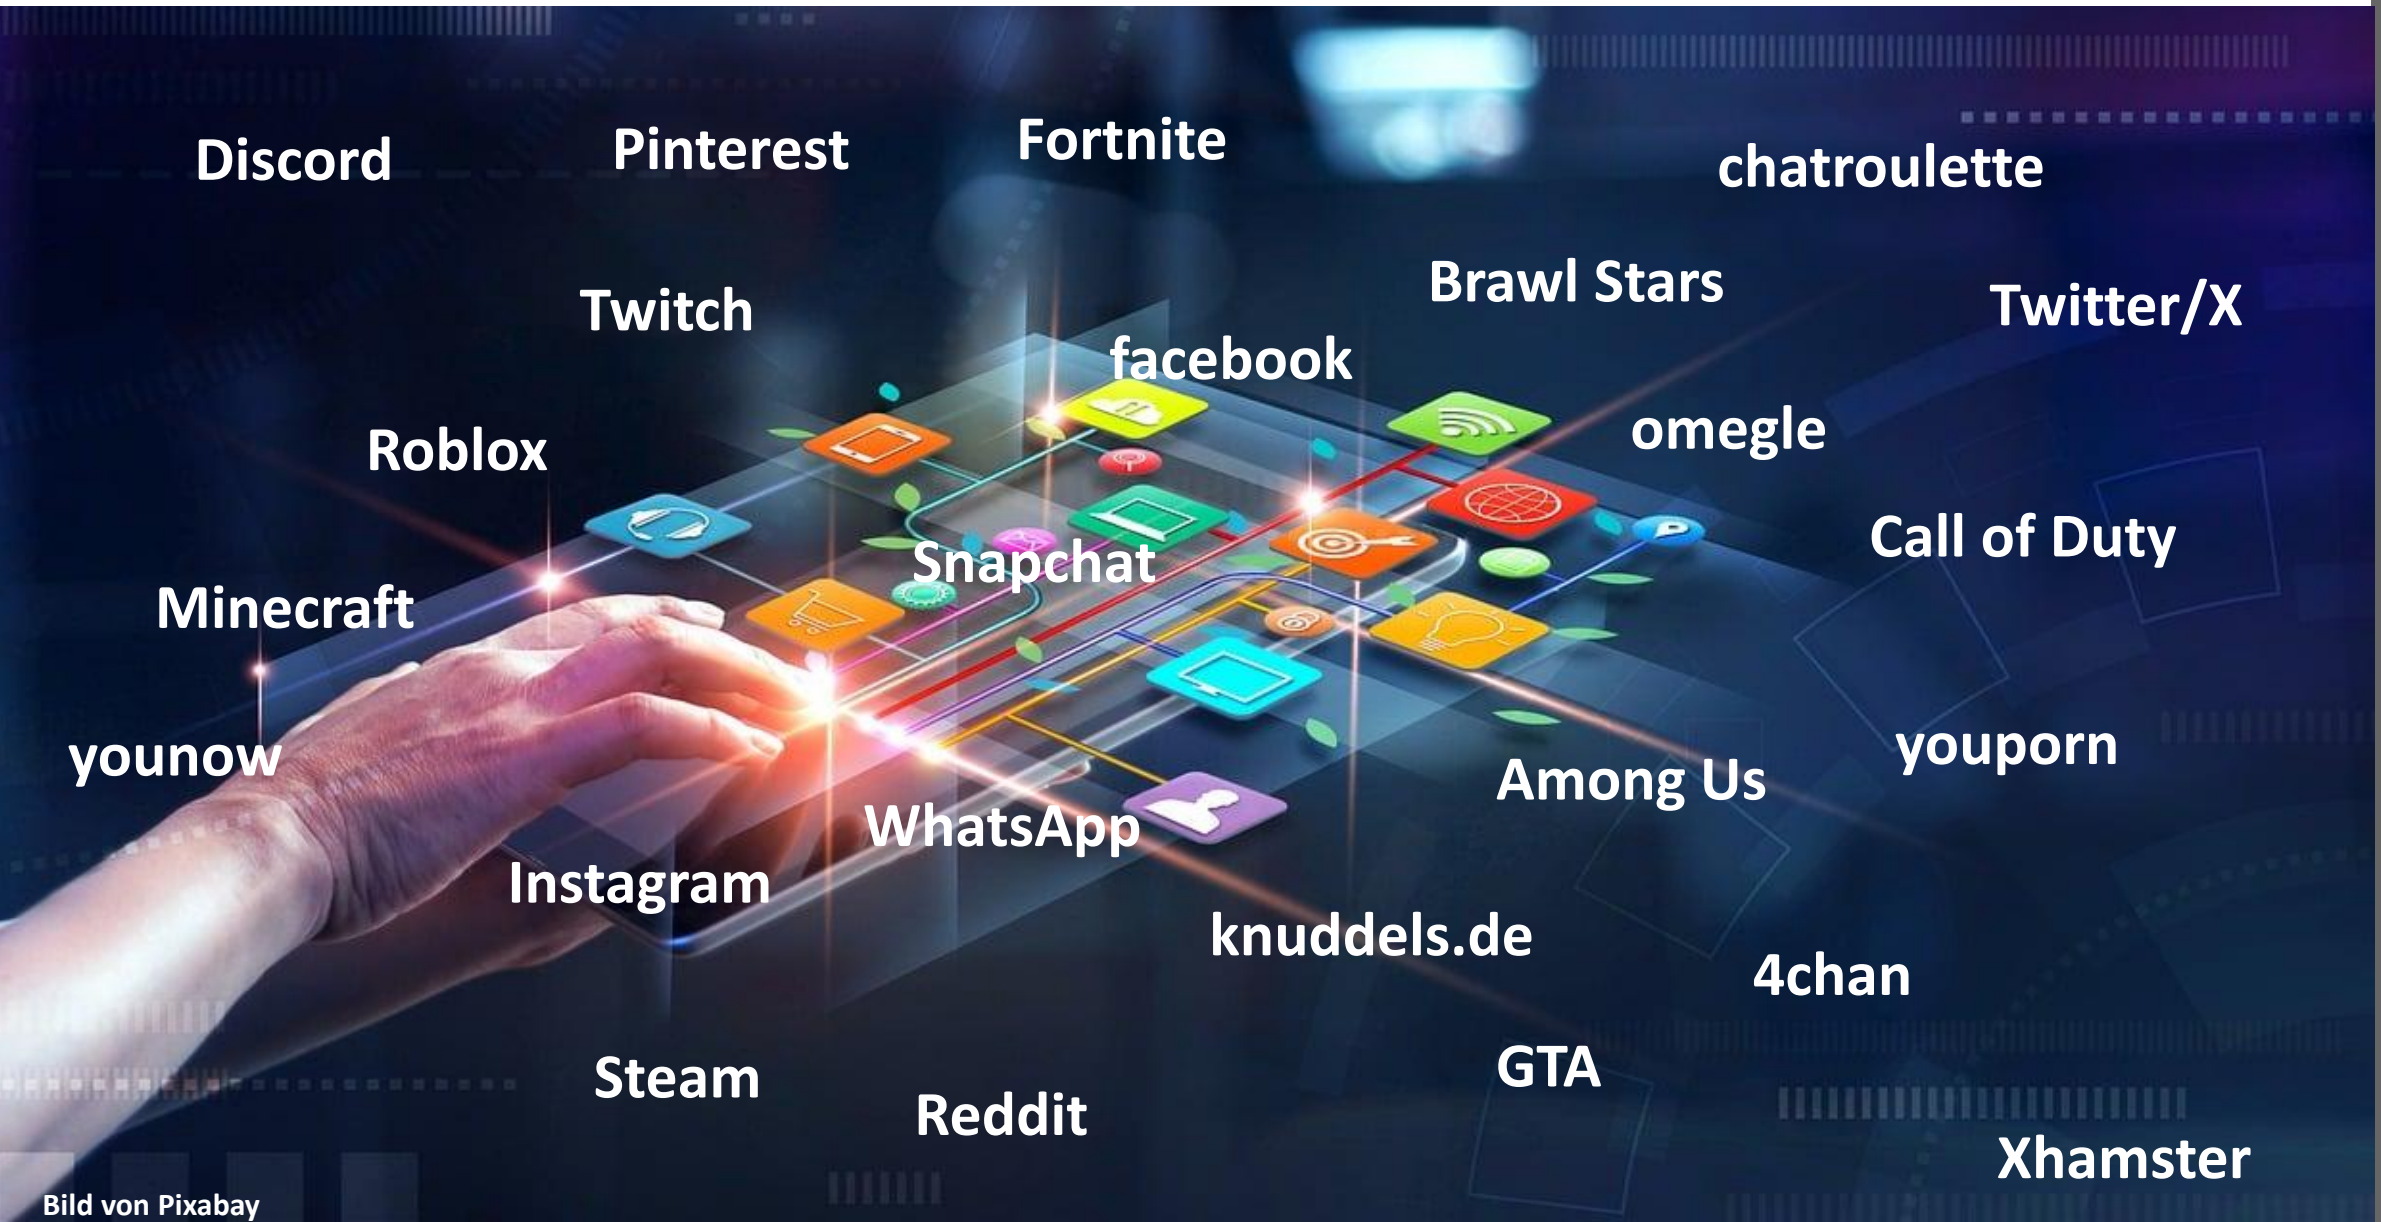 Discord
Pinterest
Fortnite
chatroulette
Twitch
Brawl Stars
Twitter/X
facebook
Roblox
omegle
Snapchat
Call of Duty
Minecraft
younow
WhatsApp
Among Us
youporn
Instagram
knuddels.de
4chan
Steam
Reddit
GTA
Xhamster
Bild von Pixabay